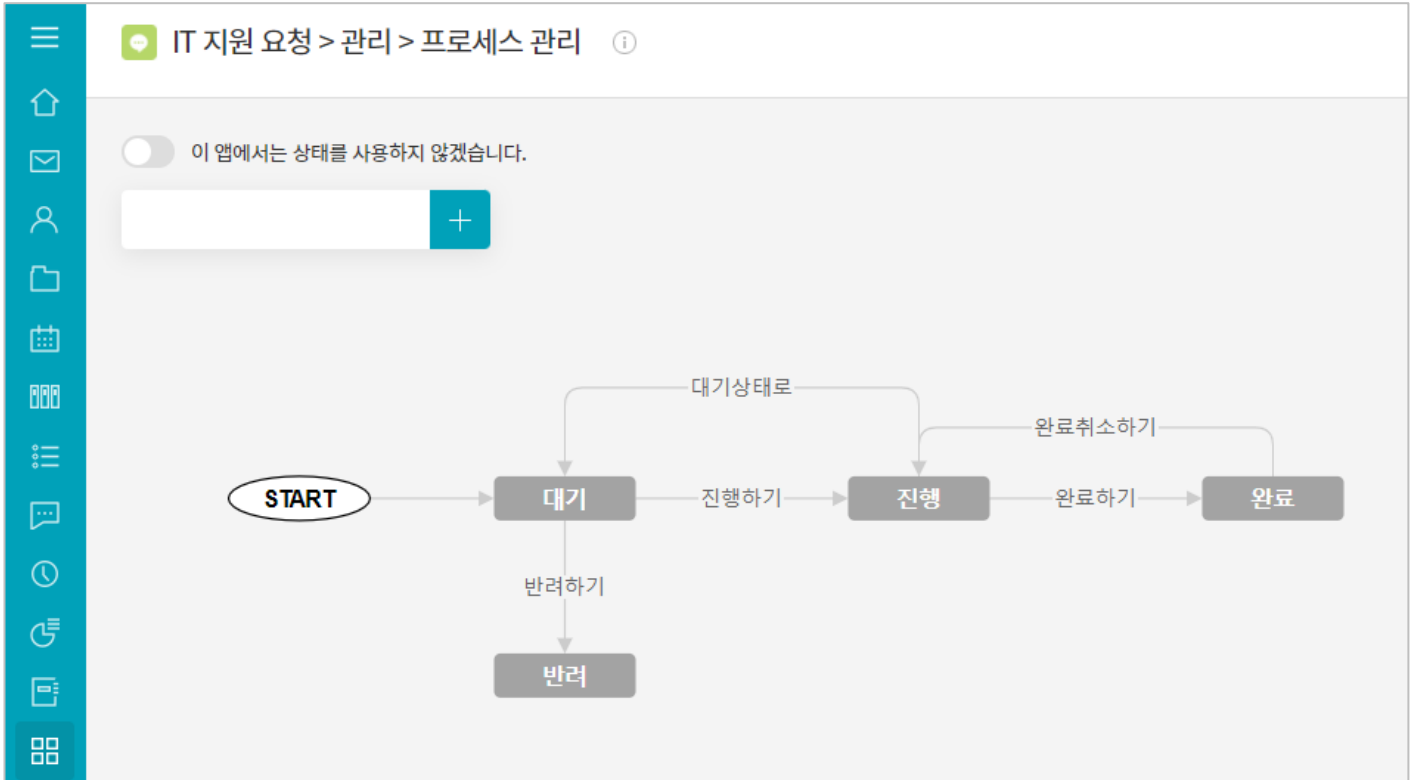 IT 지원 요청 > 관리 > 프로세스 관리
이 앱에서는 상태를 사용하지 않겠습니다.
대기상태로
완료취소하기
START
대기
진행하기
진행
완료하기
완료
반려하기
반려